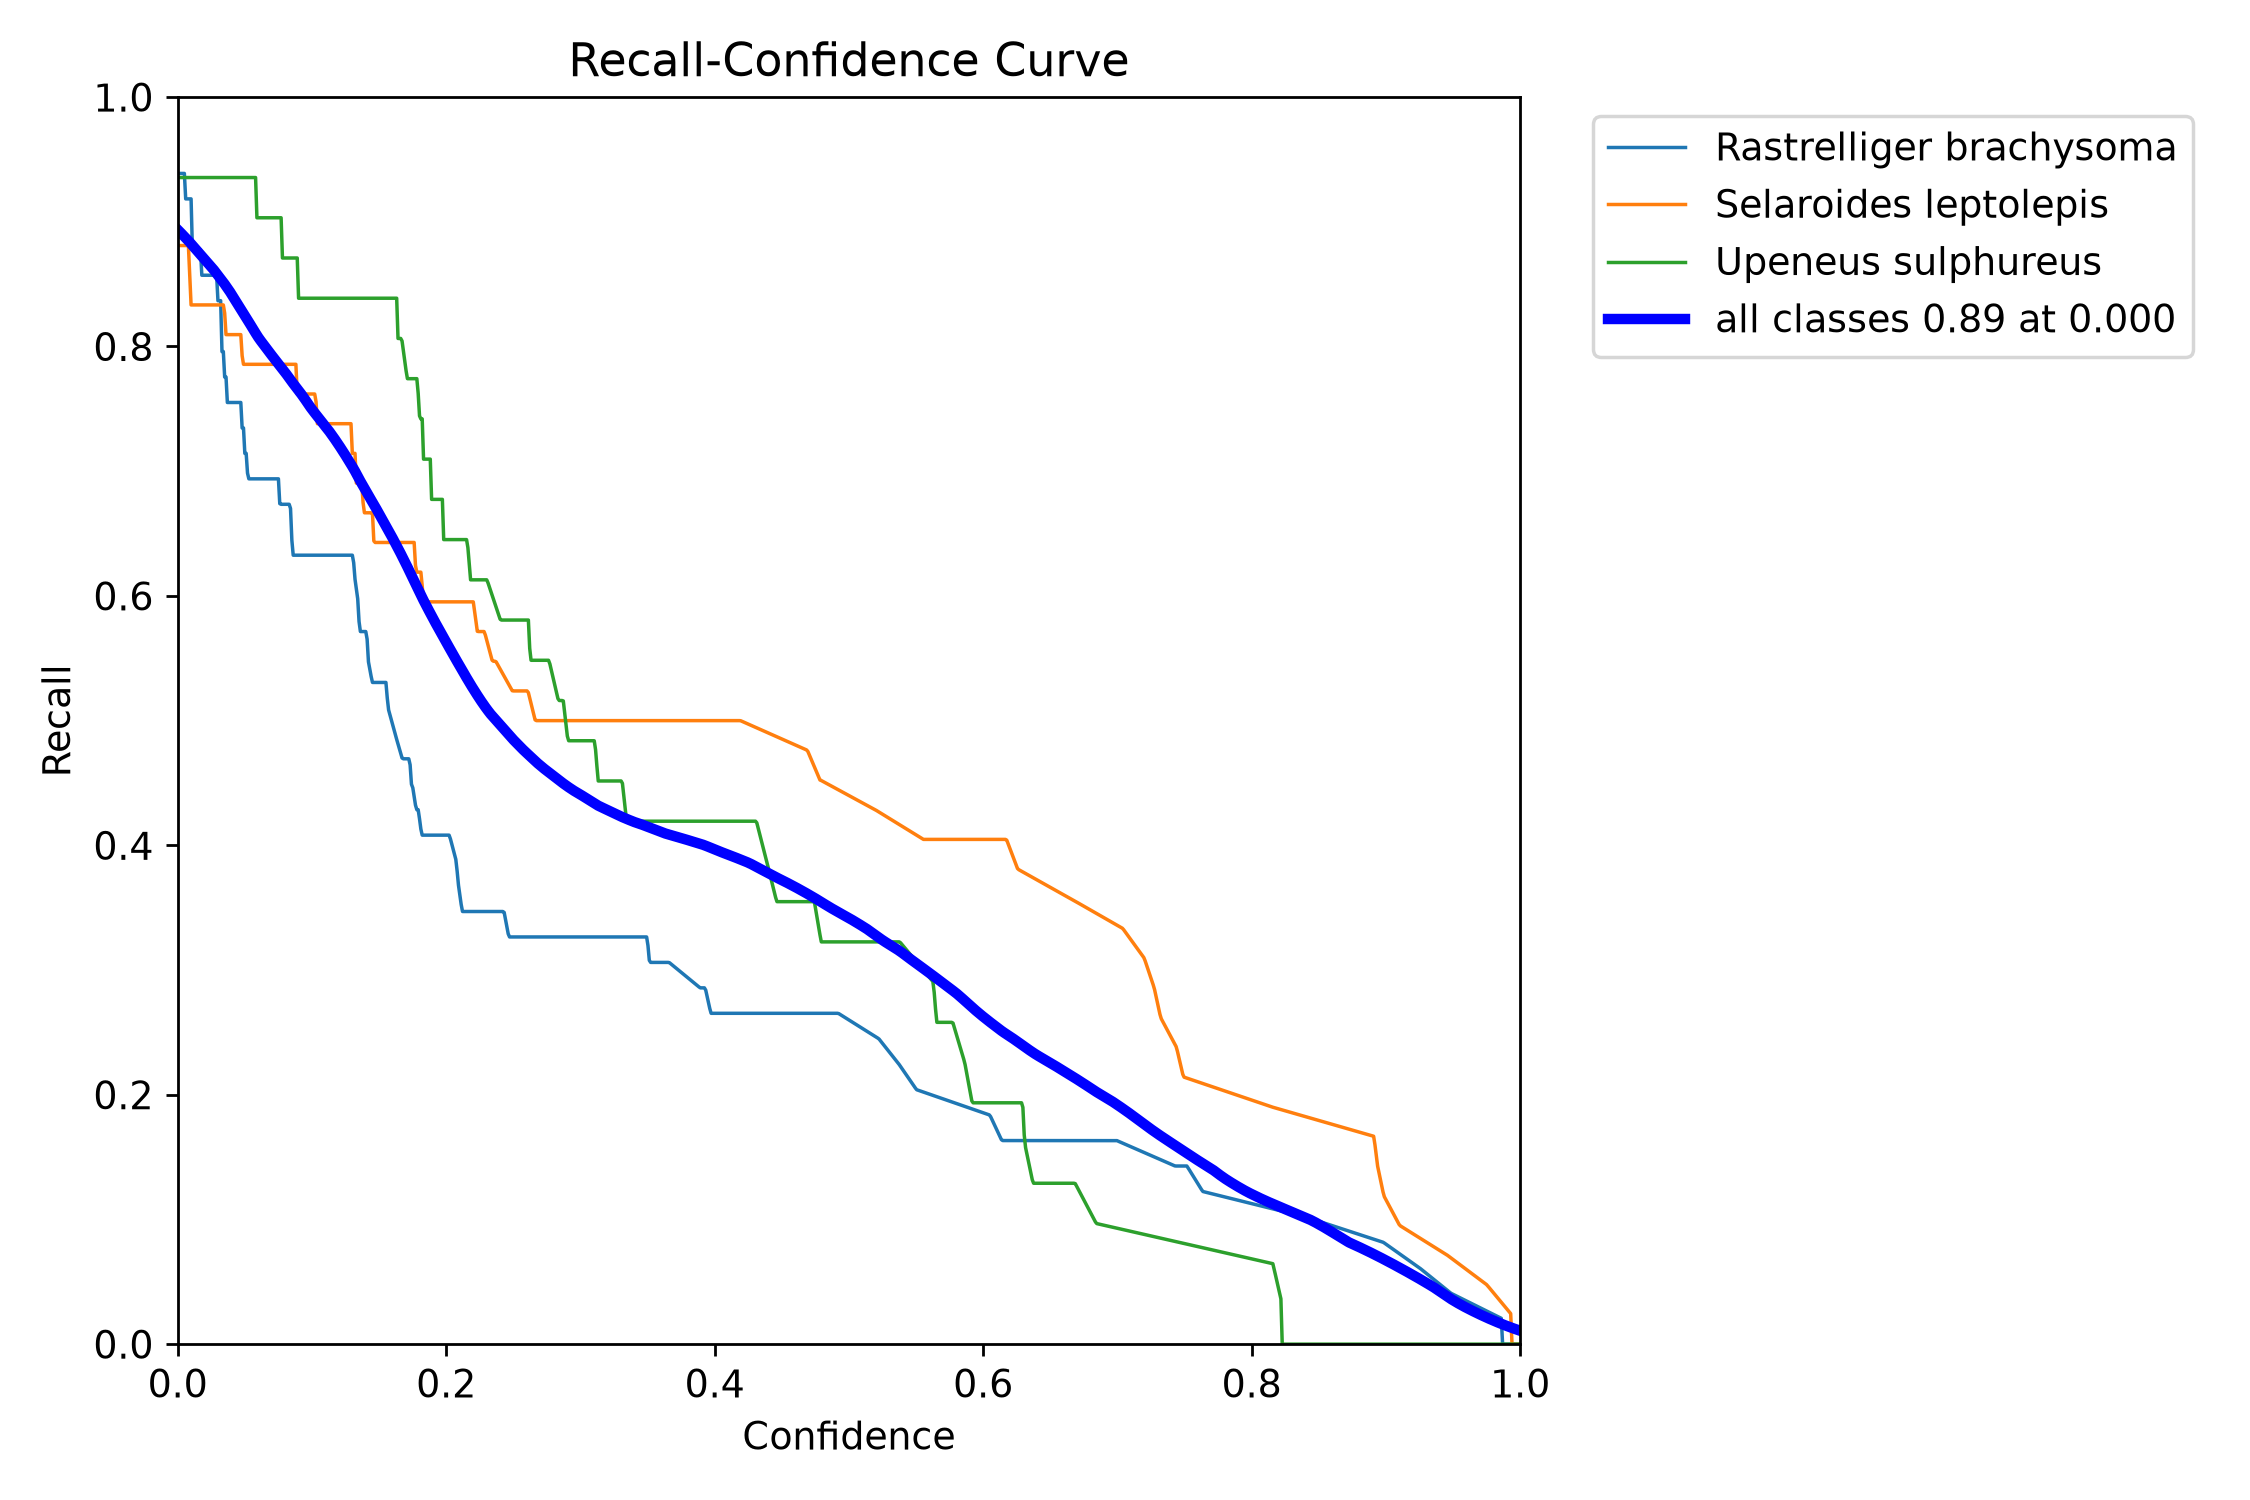 Recall-Confidence Curve
1.0
0.8
0.6
0.4
0.2
0.0
Recall
0.0 0.2 0.4 0.6 0.8 1.0
Confidence
Rastrelliger brachysoma
Selaroides leptolepis
Upeneus sulphureus
all classes 0.89 at 0.000